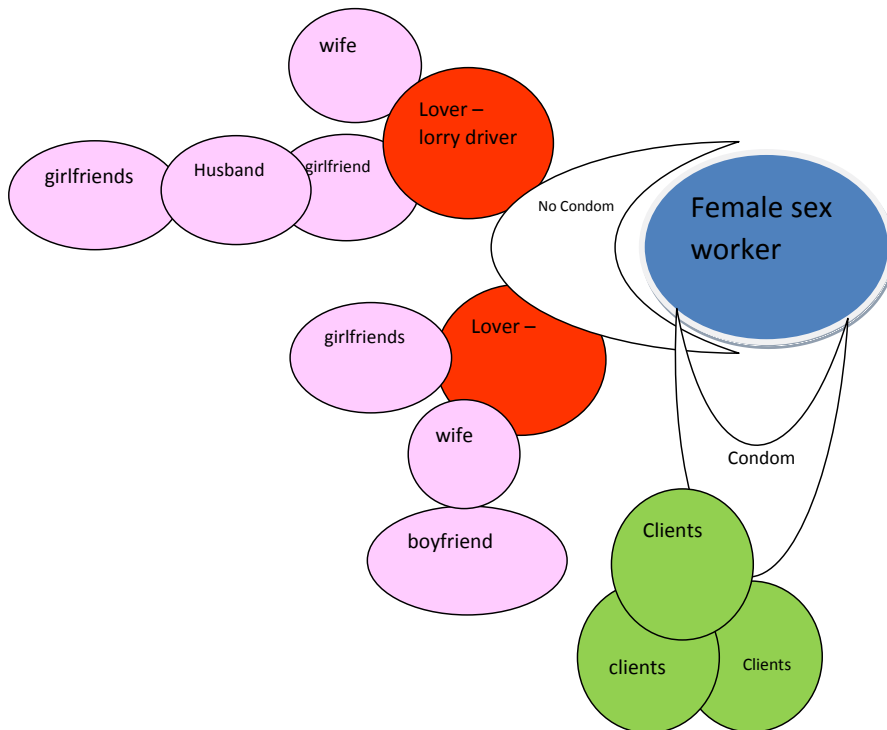 wife
Lover –
lorry driver
girlfriends
Husband
girlfriend
No Condom
Female sex
worker
girlfriends
Lover –
wife
Condom
boyfriend
Clients
clients
Clients